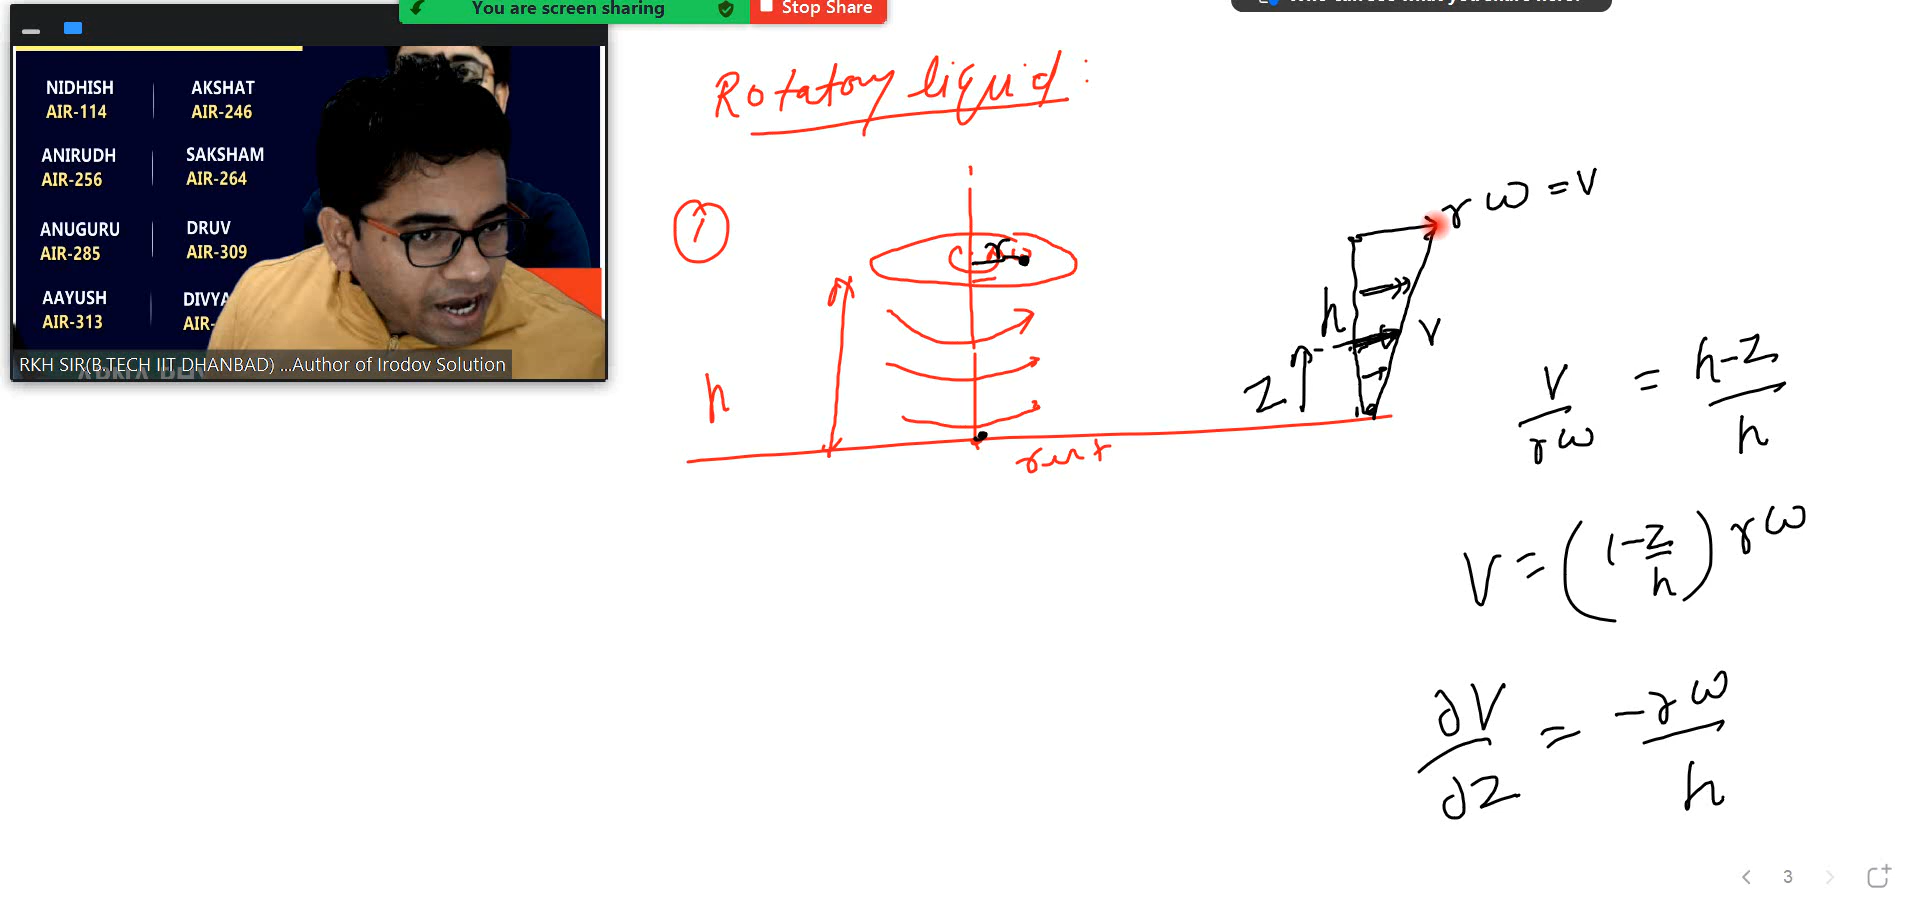 You are screen sharing
Stop Share
NIDHISH AKSHAT
AIR-114 AIR-246
ANIRUDH SAKSHAM
AIR-256 AIR-264
ANUGURU DRUV
AIR-285 AIR-309
AAYUSH DIVYA
AIR-313 AIR-
RKH SIR(B.TECH IIT DHANBAD) ...Author of Irodov Solution
Rotatory liquid :
i
r
h
rest
rω = v
h
v
z
v/rω = h-z/h
V = (1-z/h) rω
∂V/∂z = -rω/h
3